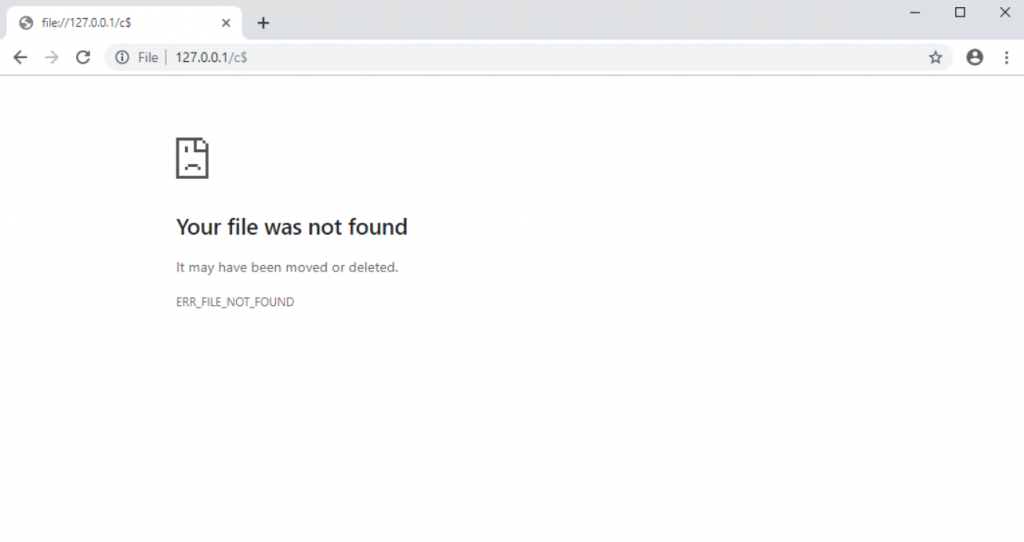 file://127.0.0.1/c$
File | 127.0.0.1/c$
Your file was not found
It may have been moved or deleted.
ERR_FILE_NOT_FOUND